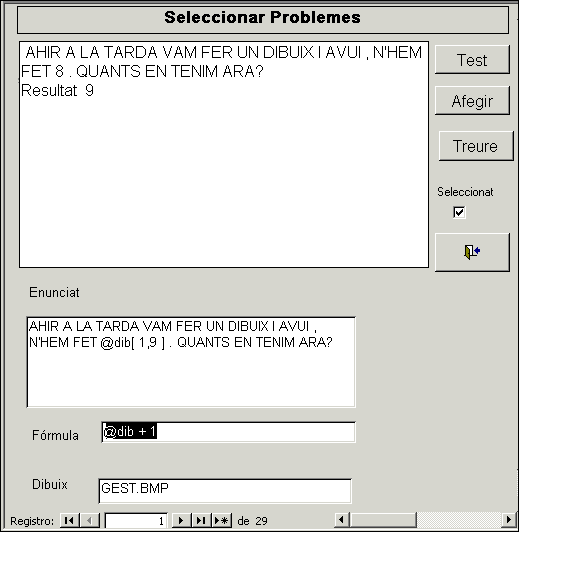 Seleccionar Problemes
AHIR A LA TARDA VAM FER UN DIBUIX I AVUI , N'HEM
FET 8 . QUANTS EN TENIM ARA?
Resultat 9
Test
Afegir
Treure
Seleccionat
Enunciat
AHIR A LA TARDA VAM FER UN DIBUIX I AVUI ,
N'HEM FET @dib[ 1,9 ] . QUANTS EN TENIM ARA?
Fórmula @dib + 1
Dibuix GEST.BMP
Registro: 1 de 29